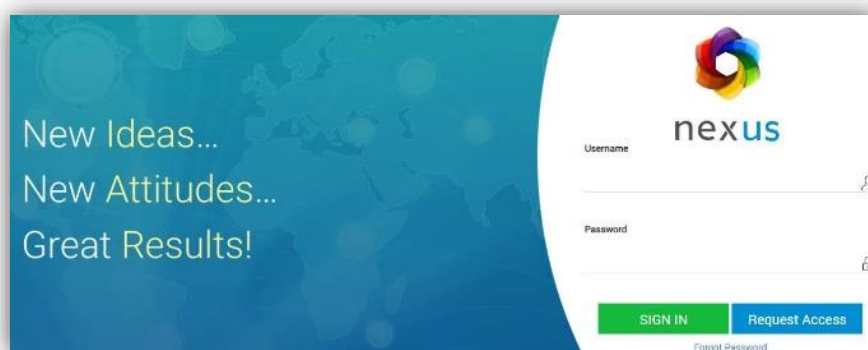 New Ideas...
New Attitudes...
Great Results!
nexus
Username
Password
SIGN IN
Request Access
Forgot Password